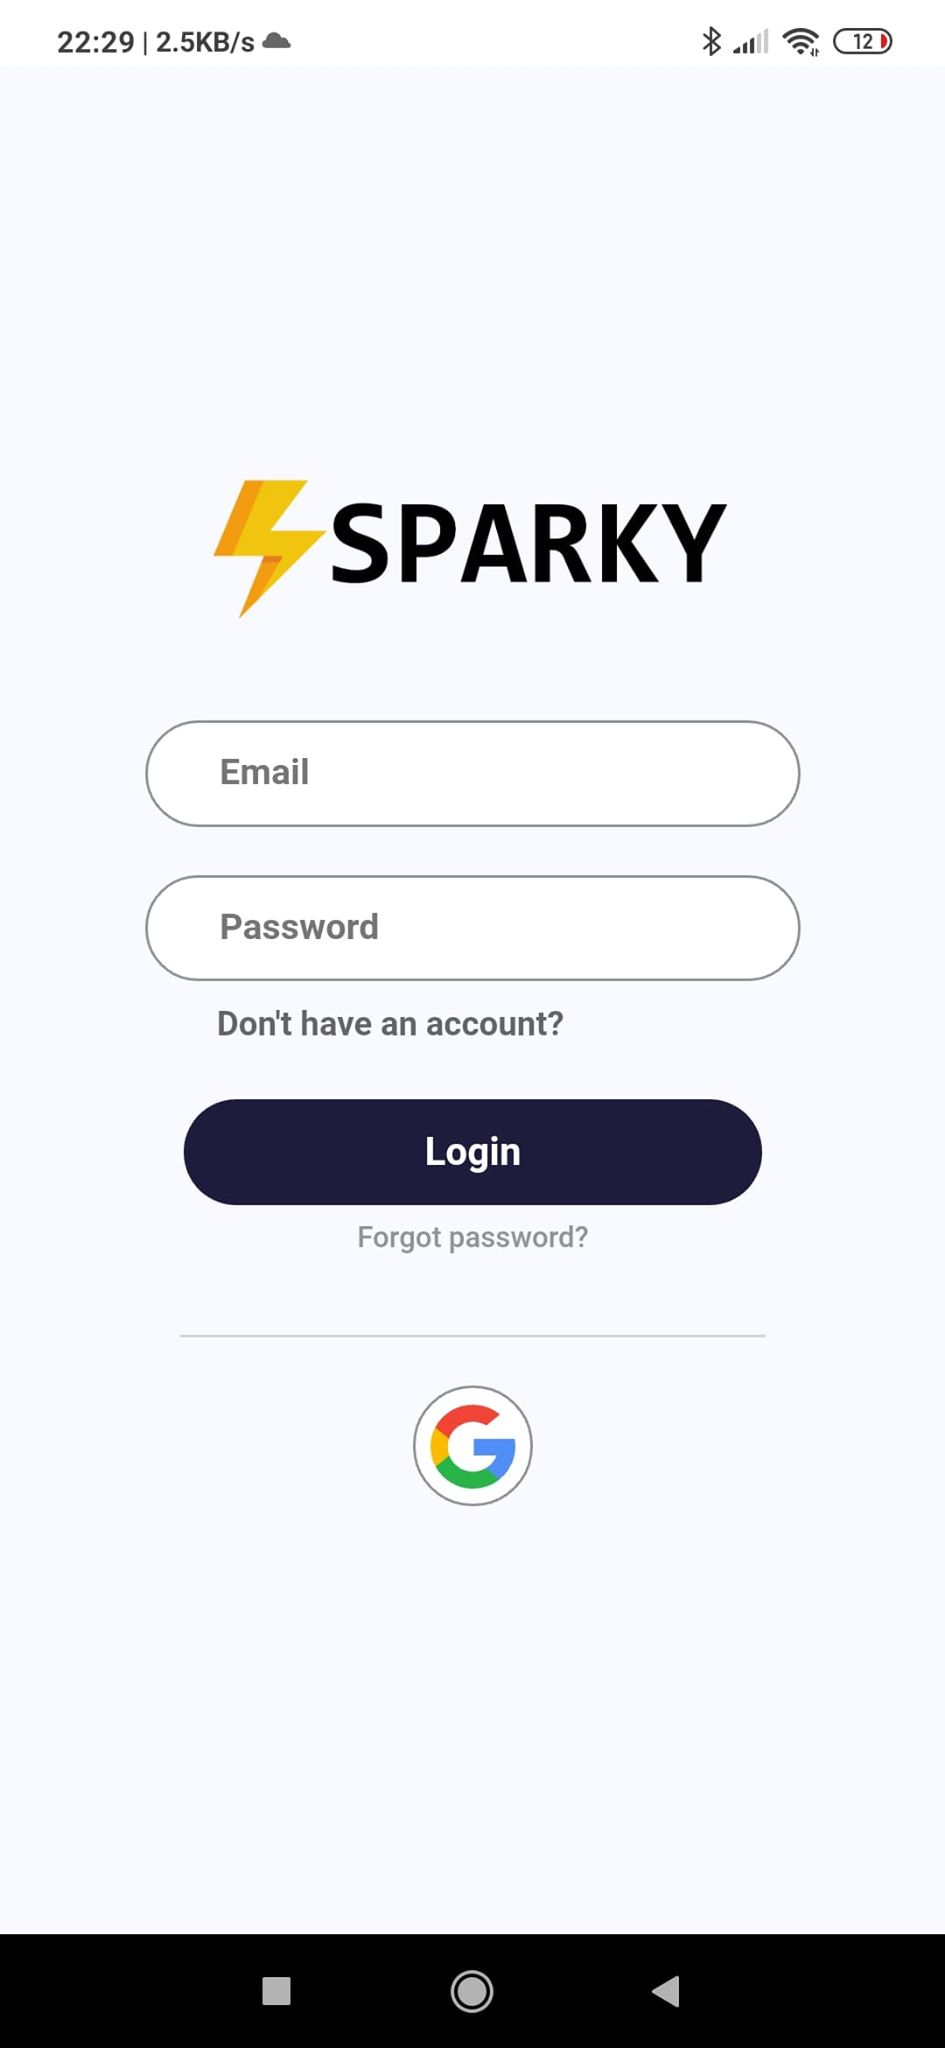 22:29 | 2.5KB/s 12
SPARKY
Email
Password
Don't have an account?
Login
Forgot password?